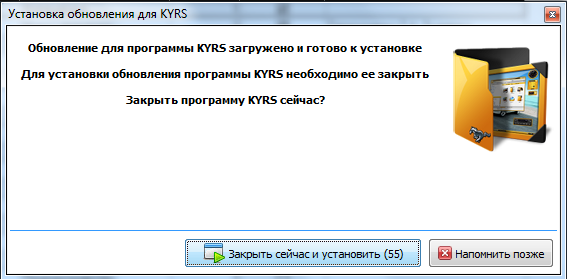 Установка обновления для KYRS
Обновление для программы KYRS загружено и готово к установке
Для установки обновления программы KYRS необходимо ее закрыть
Закрыть программу KYRS сейчас?
Закрыть сейчас и установить (55)
Напомнить позже